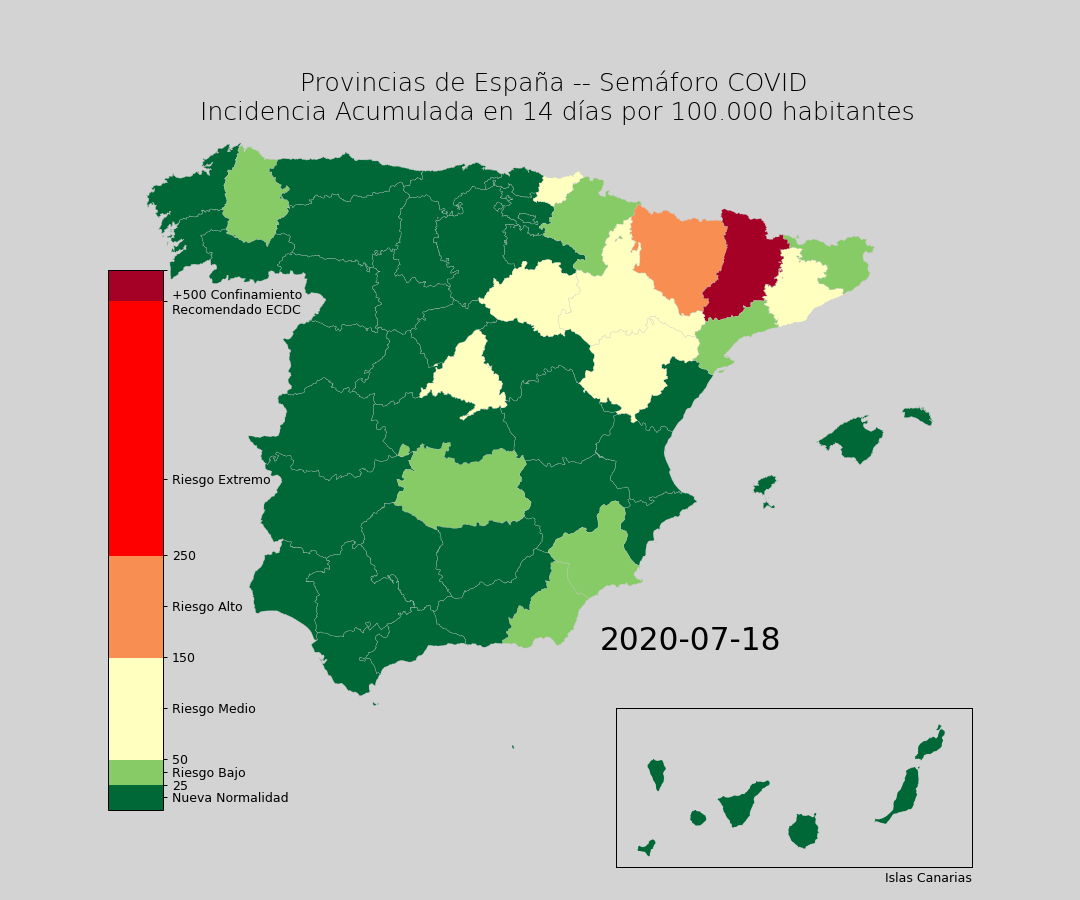 Provincias de España -- Semáforo COVID
Incidencia Acumulada en 14 días por 100.000 habitantes
+500 Confinamiento
Recomendado ECDC
Riesgo Extremo
250
Riesgo Alto
150
Riesgo Medio
50
Riesgo Bajo
25
Nueva Normalidad
2020-07-18
Islas Canarias